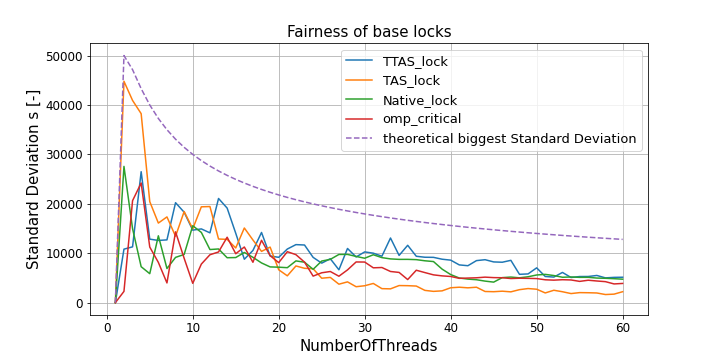 Fairness of base locks
Standard Deviation s [-]
50000
40000
30000
20000
10000
0
TTAS_lock
TAS_lock
Native_lock
omp_critical
theoretical biggest Standard Deviation
0 10 20 30 40 50 60
NumberOfThreads